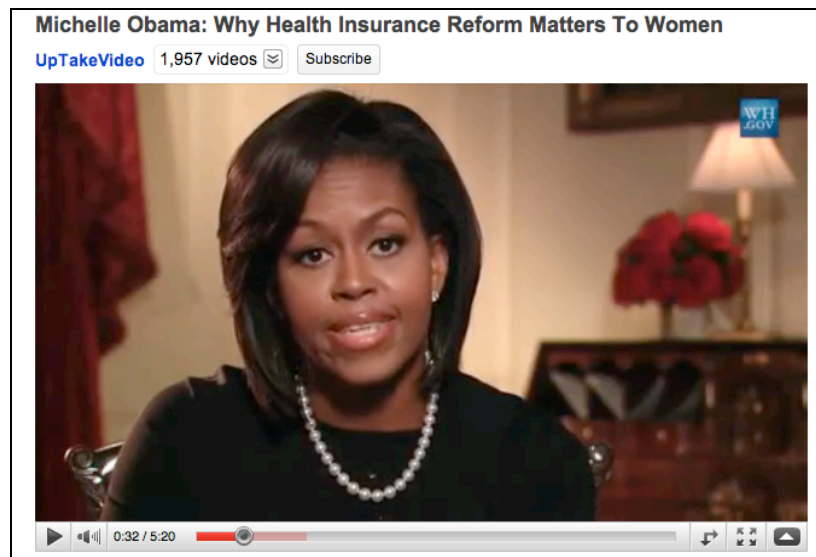 Michelle Obama: Why Health Insurance Reform Matters To Women
UpTakeVideo 1,957 videos Subscribe
WH
.GOV
0:32 / 5:20